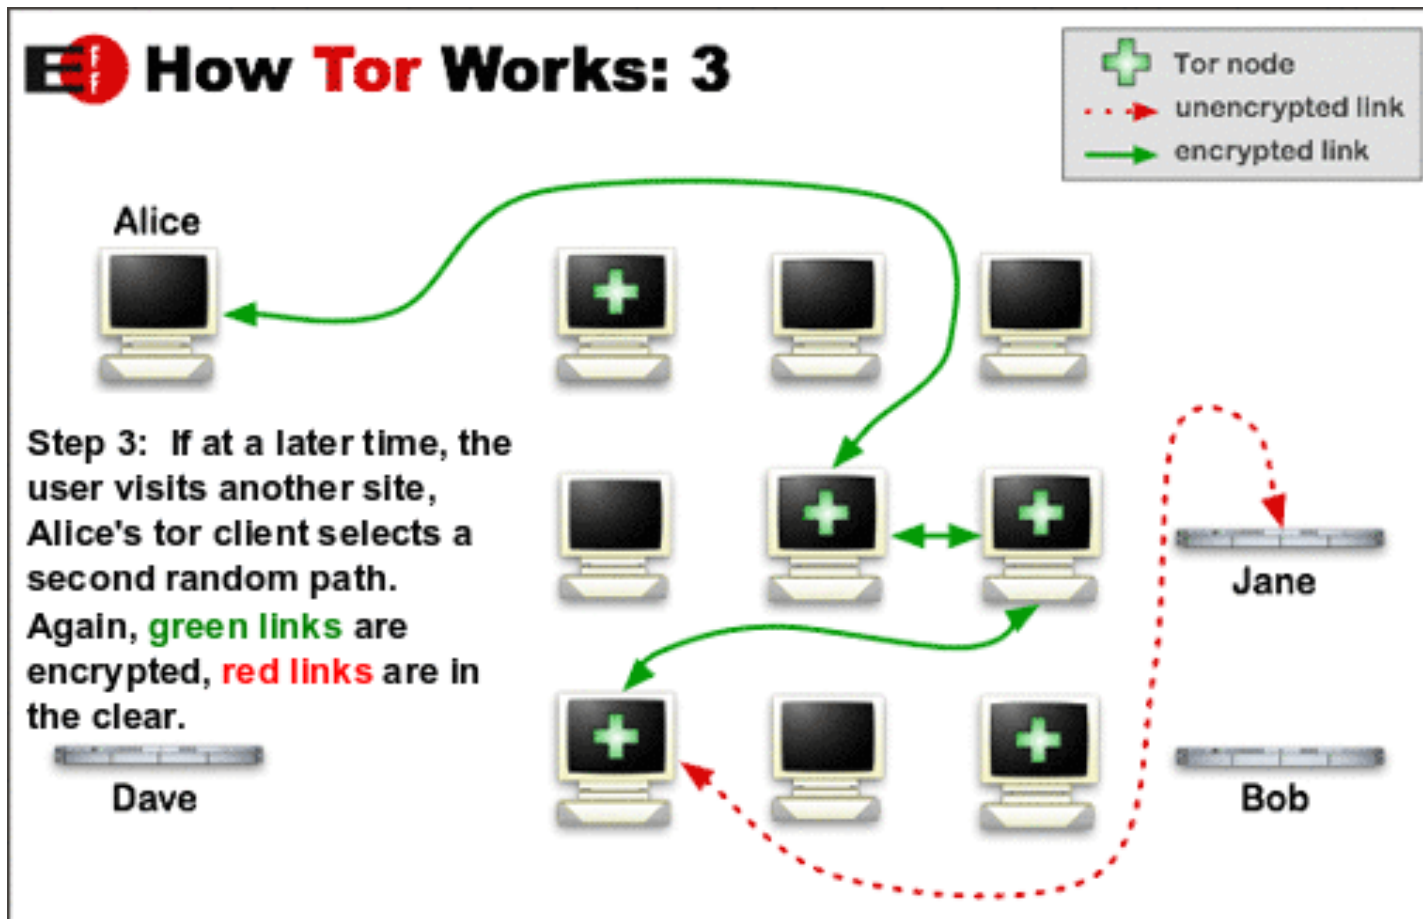 EFF How Tor Works: 3
Tor node
unencrypted link
encrypted link
Alice
Step 3: If at a later time, the
user visits another site,
Alice's tor client selects a
second random path.
Again, green links are
encrypted, red links are in
the clear.
Jane
Dave
Bob